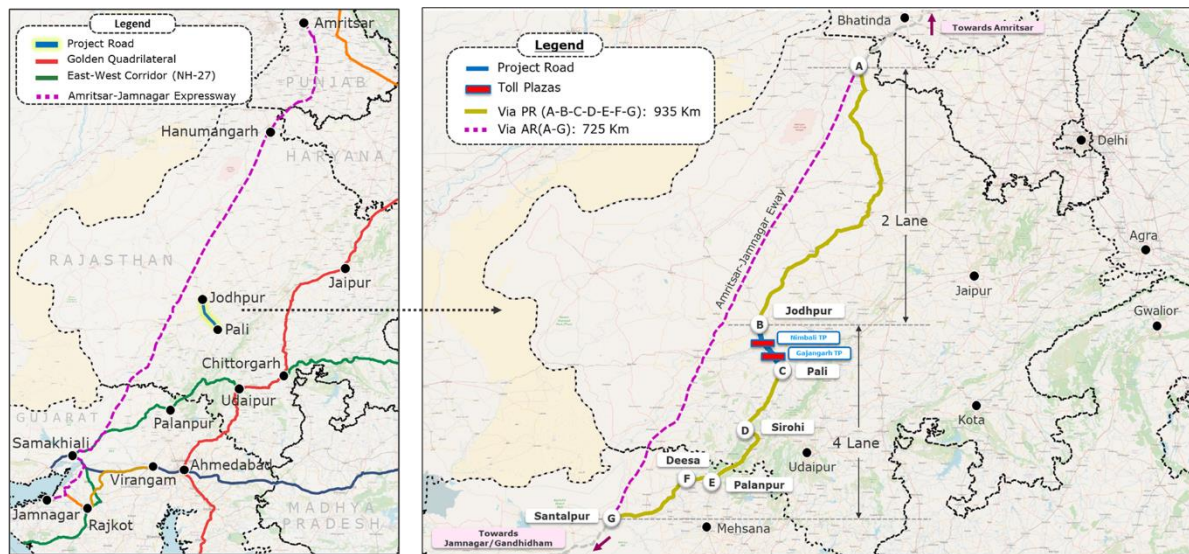 Legend
Project Road
Golden Quadrilateral
East-West Corridor (NH-27)
Amritsar-Jamnagar Expressway
Amritsar
PUNJAB
Hanumangarh
HARYANA
RAJASTHAN
Jaipur
Jodhpur
Pali
Chittorgarh
Udaipur
GUJARAT
Palanpur
Samakhiali
Ahmedabad
Virangam
Jamnagar
Rajkot
MADHYA
PRADESH
Legend
Project Road
Toll Plazas
Via PR (A-B-C-D-E-F-G): 935 Km
Via AR(A-G): 725 Km
Bhatinda
Towards Amritsar
A
Delhi
2 Lane
Amritsar-Jamnagar Eway
Agra
Jaipur
Jodhpur
B
Gwalior
Nimbali TP
Gajangarh TP
C
Pali
Kota
D
Sirohi
4 Lane
Udaipur
Deesa
F
E
Palanpur
Santalpur
G
Mehsana
Towards
Jamnagar/Gandhidham